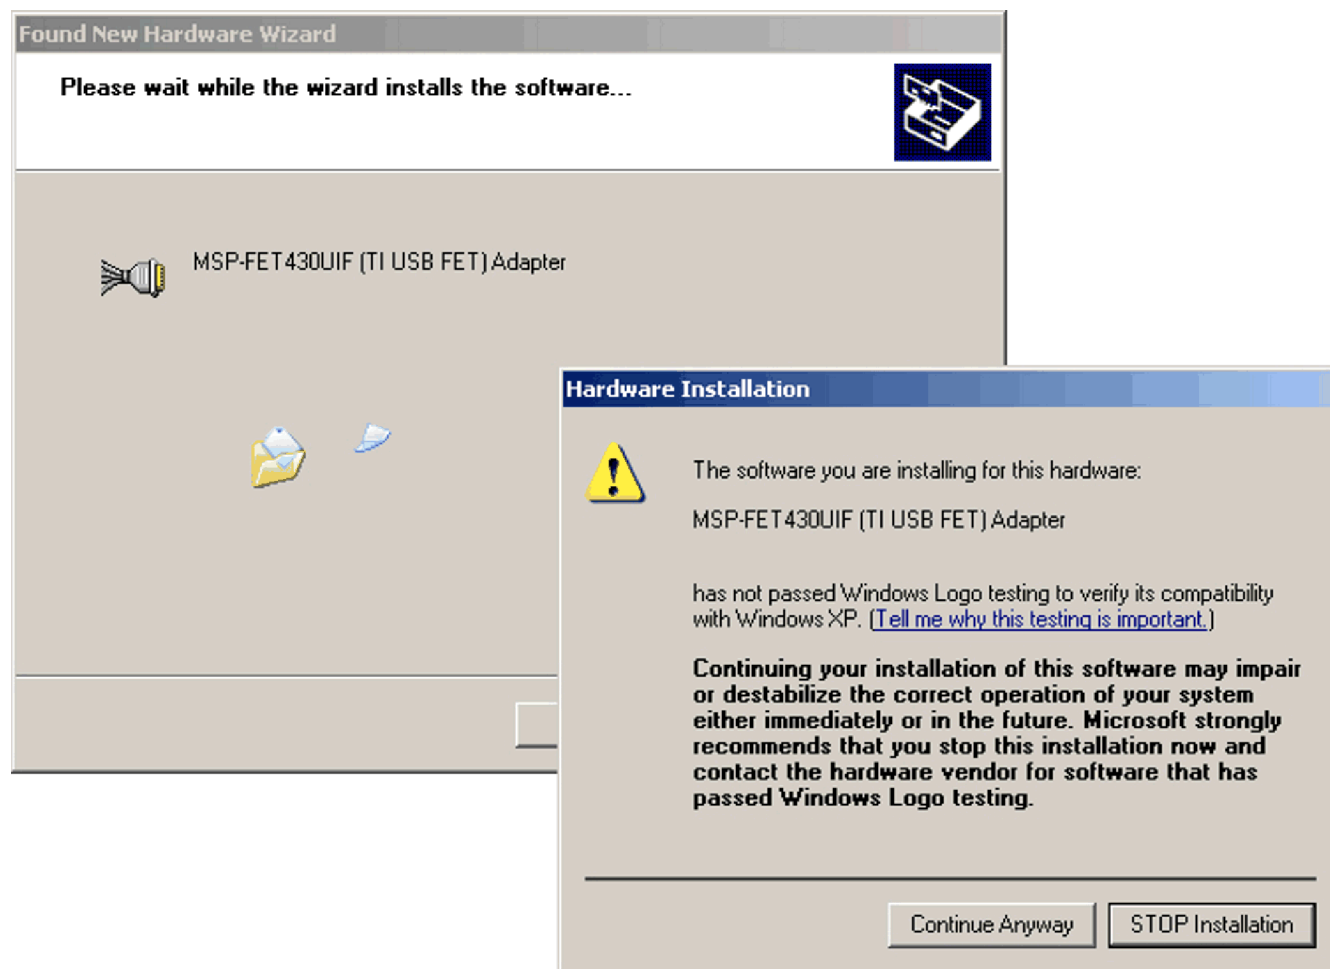 Found New Hardware Wizard
Please wait while the wizard installs the software...
MSP-FET430UIF (TI USB FET) Adapter
Hardware Installation
The software you are installing for this hardware:
MSP-FET430UIF (TI USB FET) Adapter
has not passed Windows Logo testing to verify its compatibility
with Windows XP. (Tell me why this testing is important.)
Continuing your installation of this software may impair
or destabilize the correct operation of your system
either immediately or in the future. Microsoft strongly
recommends that you stop this installation now and
contact the hardware vendor for software that has
passed Windows Logo testing.
Continue Anyway
STOP Installation